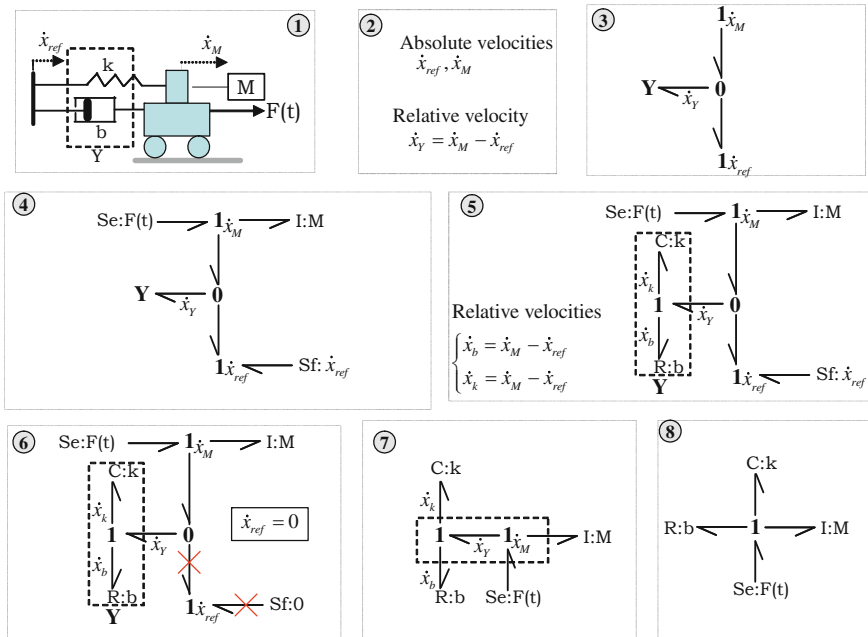 1
ẋref
ẋM
k
M
F(t)
b
Y
2
Absolute velocities
ẋref , ẋM
Relative velocity
ẋY = ẋM − ẋref
3
1ẋM
Y ẋY 0
1ẋref
4
Se:F(t) 1ẋM I:M
Y ẋY 0
1ẋref Sf: ẋref
5
Se:F(t) 1ẋM I:M
C:k
ẋk
1 ẋY 0
ẋb
R:b
Y
1ẋref Sf: ẋref
Relative velocities
{ ẋb = ẋM − ẋref
ẋk = ẋM − ẋref
6
Se:F(t) 1ẋM I:M
C:k
ẋk
1 ẋY 0
ẋref = 0
ẋb
R:b
Y
1ẋref Sf:0
7
C:k
ẋk
1 ẋY 1ẋM I:M
ẋb
R:b Se:F(t)
8
C:k
R:b 1 I:M
Se:F(t)